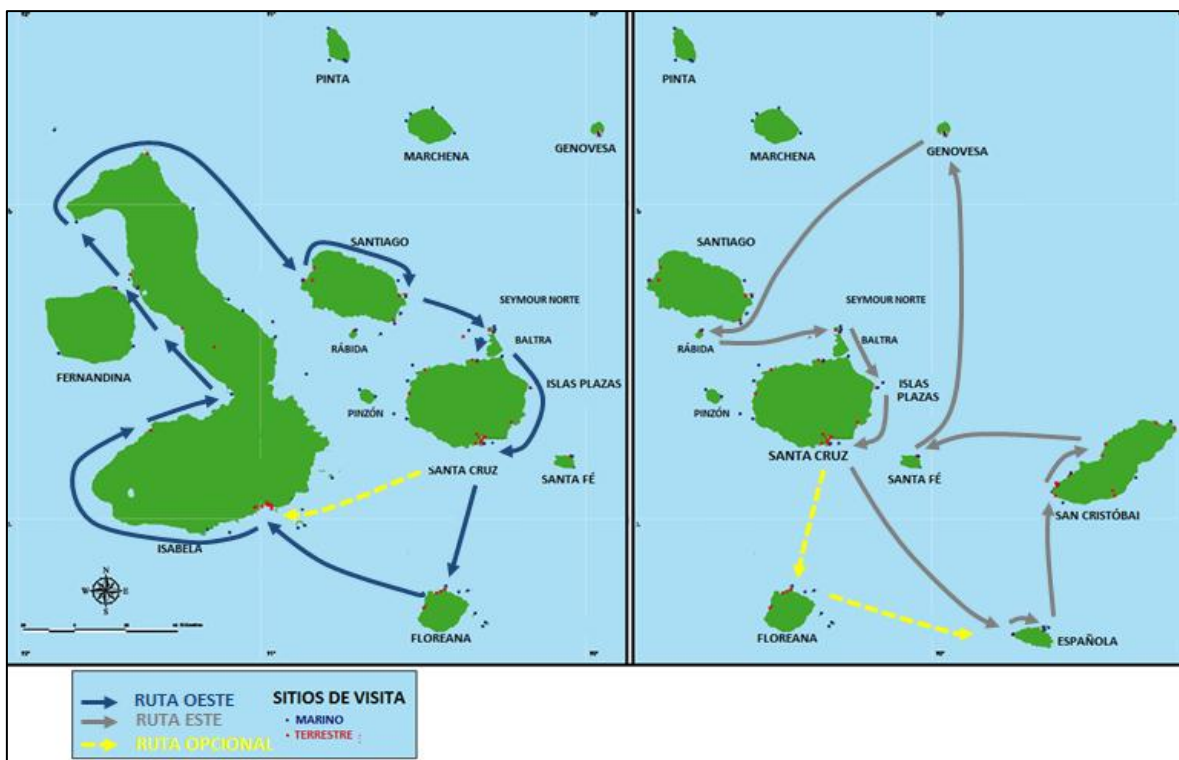 PINTA
MARCHENA
GENOVESA
SANTIAGO
SEYMOUR NORTE
BALTRA
RÁBIDA
FERNANDINA
ISLAS PLAZAS
PINZÓN
SANTA CRUZ
SANTA FÉ
ISABELA
N
W E
S
FLOREANA
PINTA
MARCHENA
GENOVESA
SANTIAGO
SEYMOUR NORTE
BALTRA
RÁBIDA
ISLAS
PLAZAS
PINZÓN
SANTA CRUZ
SANTA FÉ
SAN CRISTÓBAI
FLOREANA
ESPAÑOLA
RUTA OESTE
RUTA ESTE
RUTA OPCIONAL
SITIOS DE VISITA
MARINO
TERRESTRE :